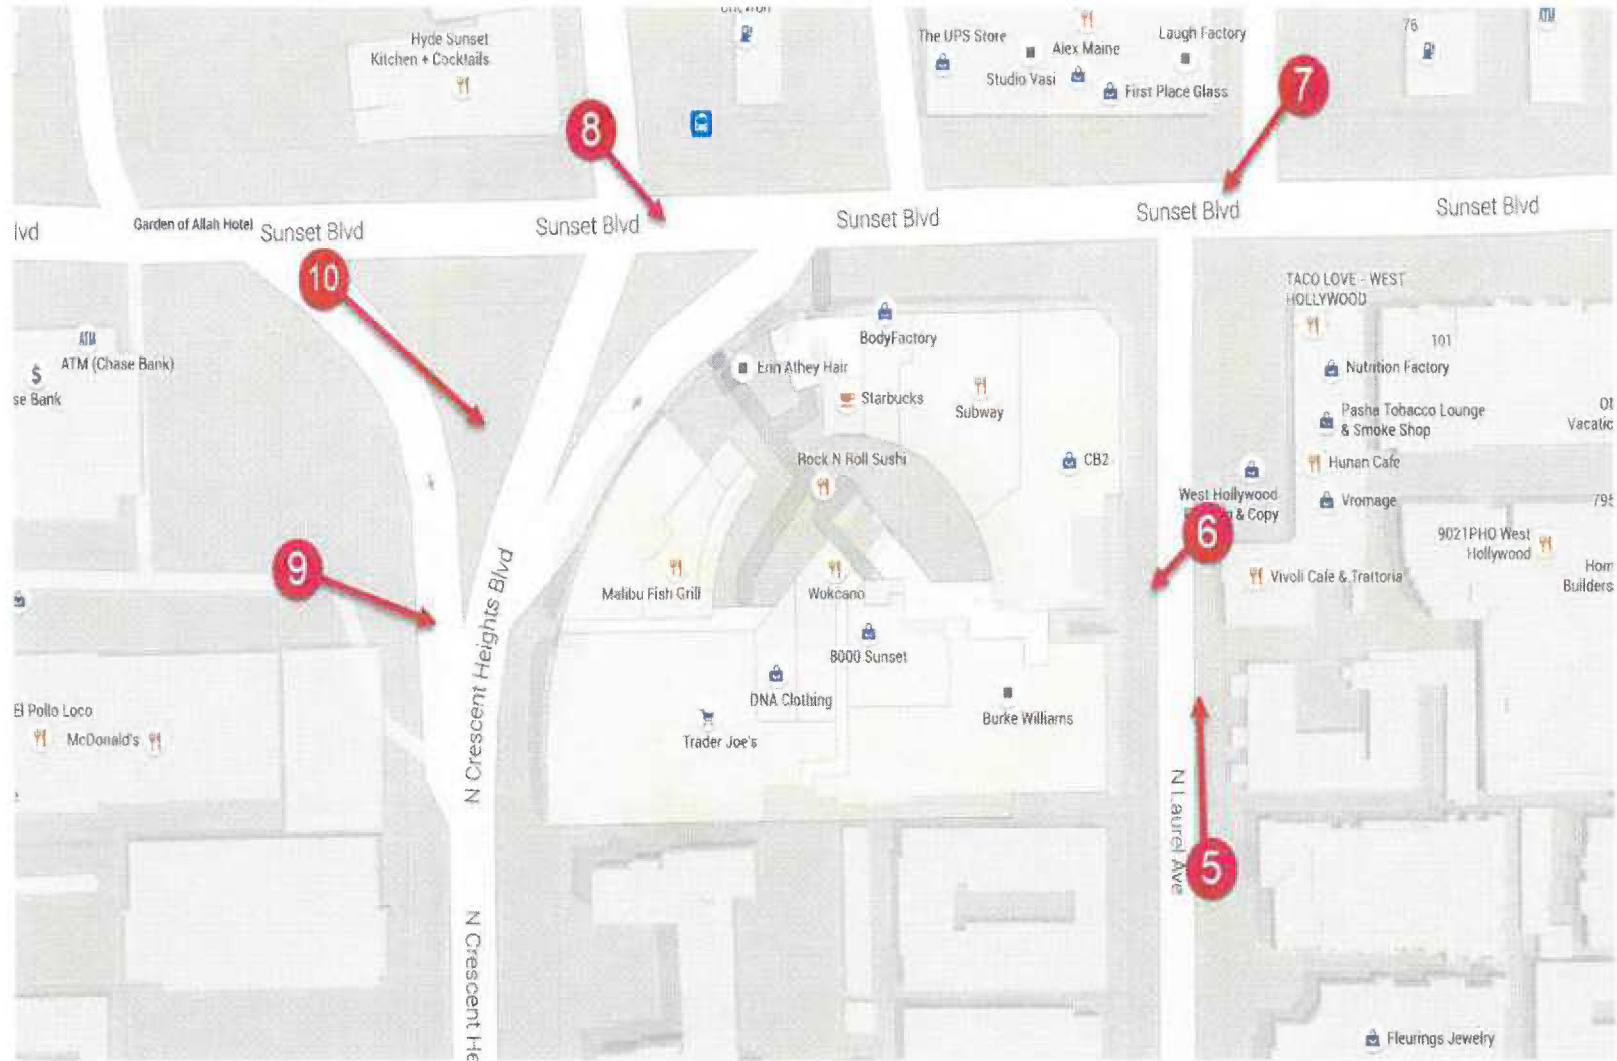 Hyde Sunset
Kitchen + Cocktails
The UPS Store
Alex Maine
Laugh Factory
Studio Vasi
First Place Glass
76
ATM
7
8
lvd
Garden of Allah Hotel
Sunset Blvd
Sunset Blvd
Sunset Blvd
Sunset Blvd
Sunset Blvd
10
TACO LOVE - WEST
HOLLYWOOD
ATM
ATM (Chase Bank)
$
se Bank
BodyFactory
Erin Athey Hair
Starbucks
Subway
CB2
Rock N Roll Sushi
101
Nutrition Factory
Pasha Tobacco Lounge
& Smoke Shop
Vacatic
Hunan Cafe
West Hollywood
& Copy
Vromage
795
9021PHO West
Hollywood
6
9
Malibu Fish Grill
Wokcano
Vivoli Cafe & Trattoria
Hom
Builders
8000 Sunset
DNA Clothing
Burke Williams
Trader Joe's
El Pollo Loco
McDonald's
N Crescent Heights Blvd
N Laurel Ave
5
N Crescent He
Fleurings Jewelry